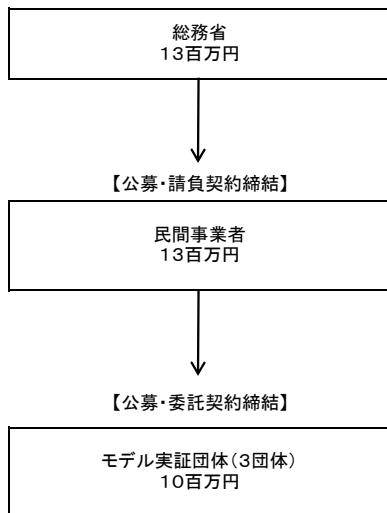 総務省
13百万円
【公募・請負契約締結】
民間事業者
13百万円
【公募・委託契約締結】
モデル実証団体(3団体)
10百万円